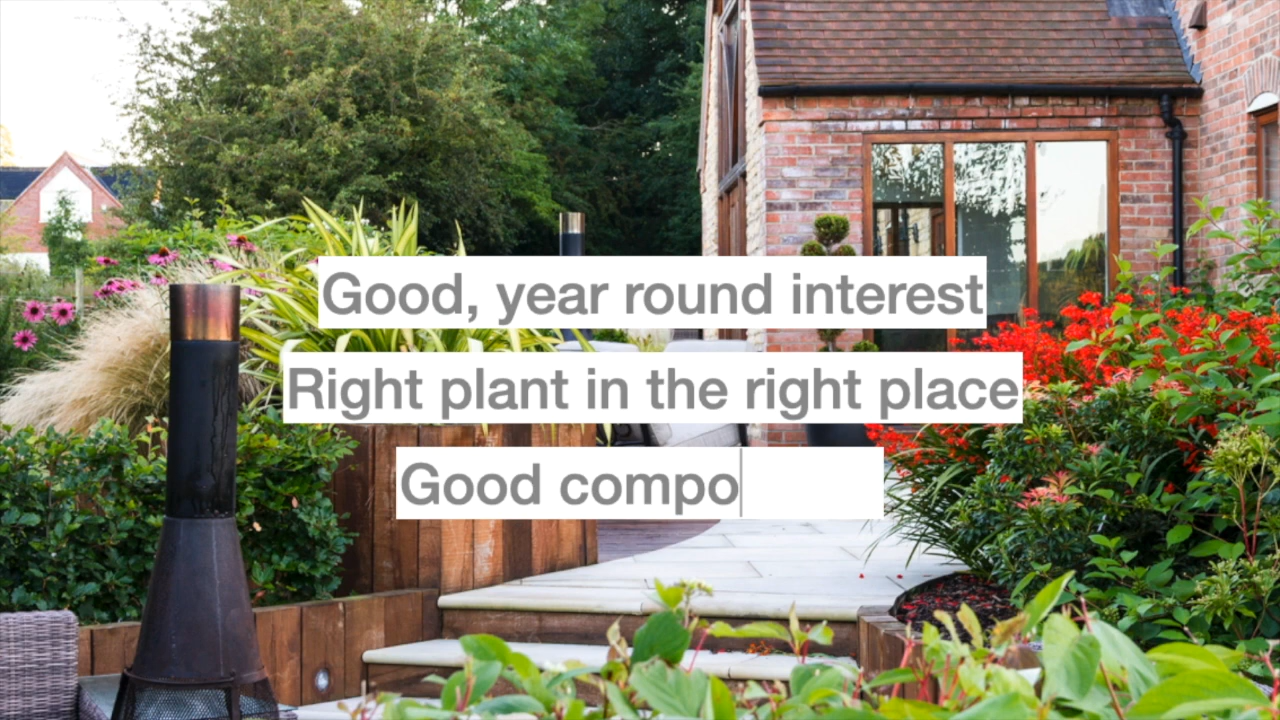 Good, year round interest
Right plant in the right place
Good compo